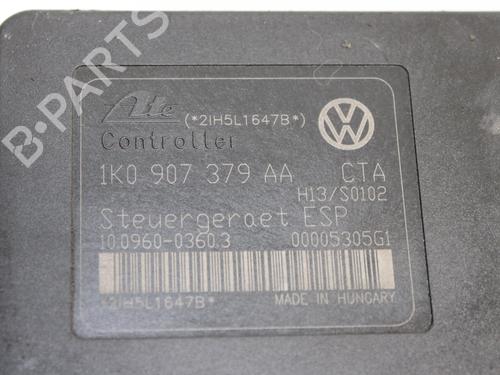 B-PARTS
Ate (*2IH5L1647B*)
Controller
1K0 907 379 AA CTA
H13/S0102
Steuergeraet ESP
10.0960-0360.3 00005305G1
*2IH5L1647B* MADE IN HUNGARY